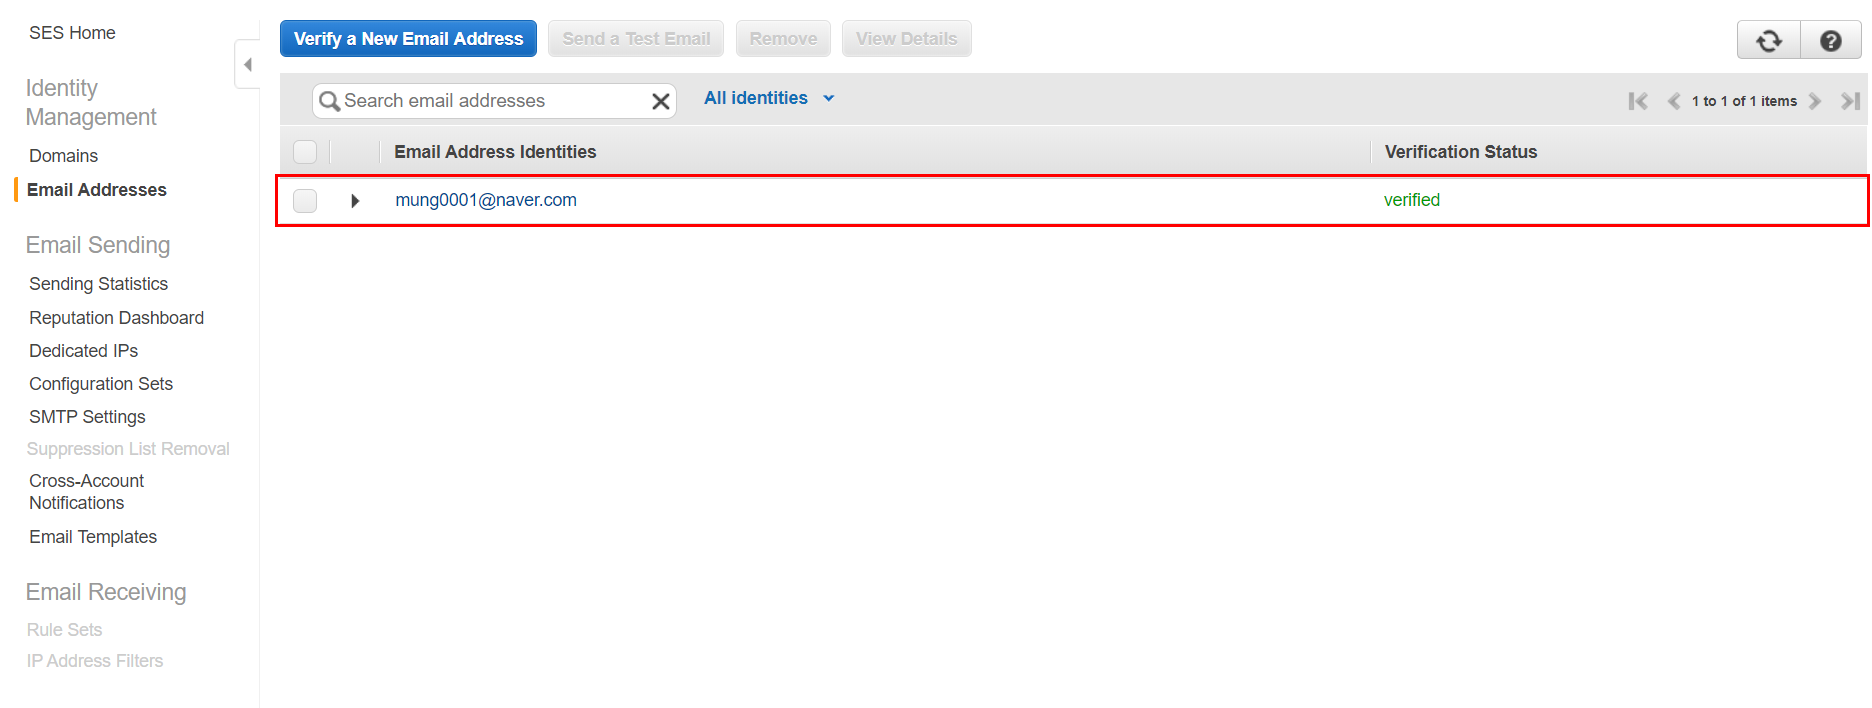 SES Home
Identity
Management
Domains
Email Addresses
Email Sending
Sending Statistics
Reputation Dashboard
Dedicated IPs
Configuration Sets
SMTP Settings
Suppression List Removal
Cross-Account
Notifications
Email Templates
Email Receiving
Rule Sets
IP Address Filters
Verify a New Email Address
Send a Test Email
Remove
View Details
Search email addresses
All identities
1 to 1 of 1 items
Email Address Identities
Verification Status
mung0001@naver.com
verified